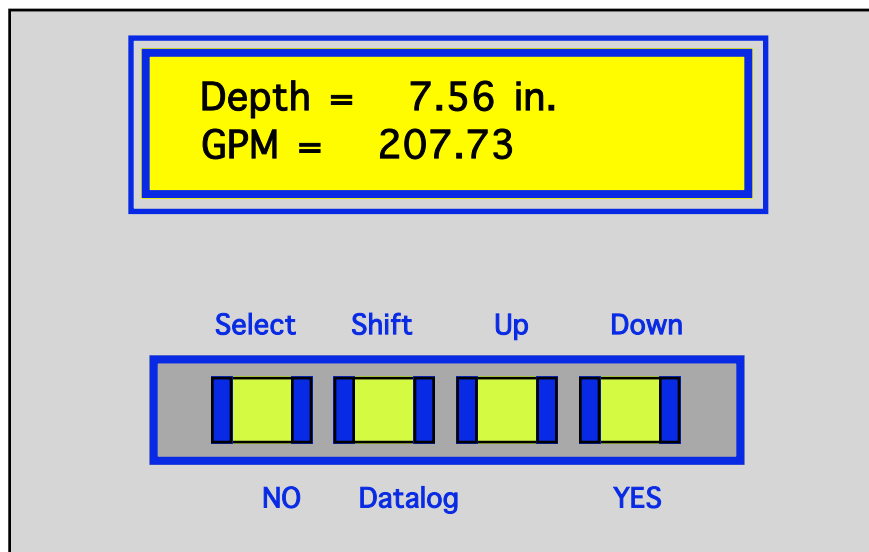 Depth = 7.56 in.
GPM = 207.73
Select Shift Up Down
NO Datalog YES